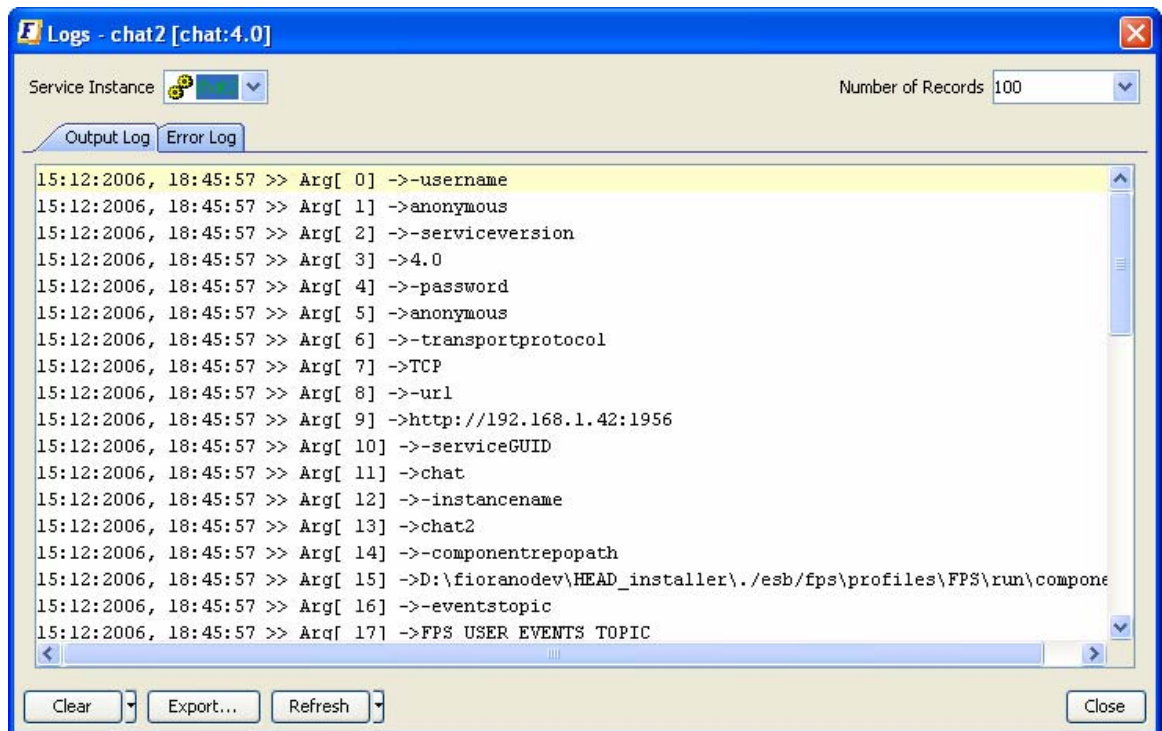 Logs - chat2 [chat:4.0]
Service Instance
Number of Records 100
Output Log Error Log
15:12:2006, 18:45:57 >> Arg[ 0] ->-username
15:12:2006, 18:45:57 >> Arg[ 1] ->anonymous
15:12:2006, 18:45:57 >> Arg[ 2] ->-serviceversion
15:12:2006, 18:45:57 >> Arg[ 3] ->4.0
15:12:2006, 18:45:57 >> Arg[ 4] ->-password
15:12:2006, 18:45:57 >> Arg[ 5] ->anonymous
15:12:2006, 18:45:57 >> Arg[ 6] ->-transportprotocol
15:12:2006, 18:45:57 >> Arg[ 7] ->TCP
15:12:2006, 18:45:57 >> Arg[ 8] ->-url
15:12:2006, 18:45:57 >> Arg[ 9] ->http://192.168.1.42:1956
15:12:2006, 18:45:57 >> Arg[ 10] ->-serviceGUID
15:12:2006, 18:45:57 >> Arg[ 11] ->chat
15:12:2006, 18:45:57 >> Arg[ 12] ->-instancename
15:12:2006, 18:45:57 >> Arg[ 13] ->chat2
15:12:2006, 18:45:57 >> Arg[ 14] ->-componentrepopath
15:12:2006, 18:45:57 >> Arg[ 15] ->D:\fioranodev\HEAD_installer\./esb/fps\profiles\FPS\run\compone
15:12:2006, 18:45:57 >> Arg[ 16] ->-eventstopic
15:12:2006, 18:45:57 >> Arg[ 17] ->FPS_USER_EVENTS_TOPIC
Clear Export... Refresh Close